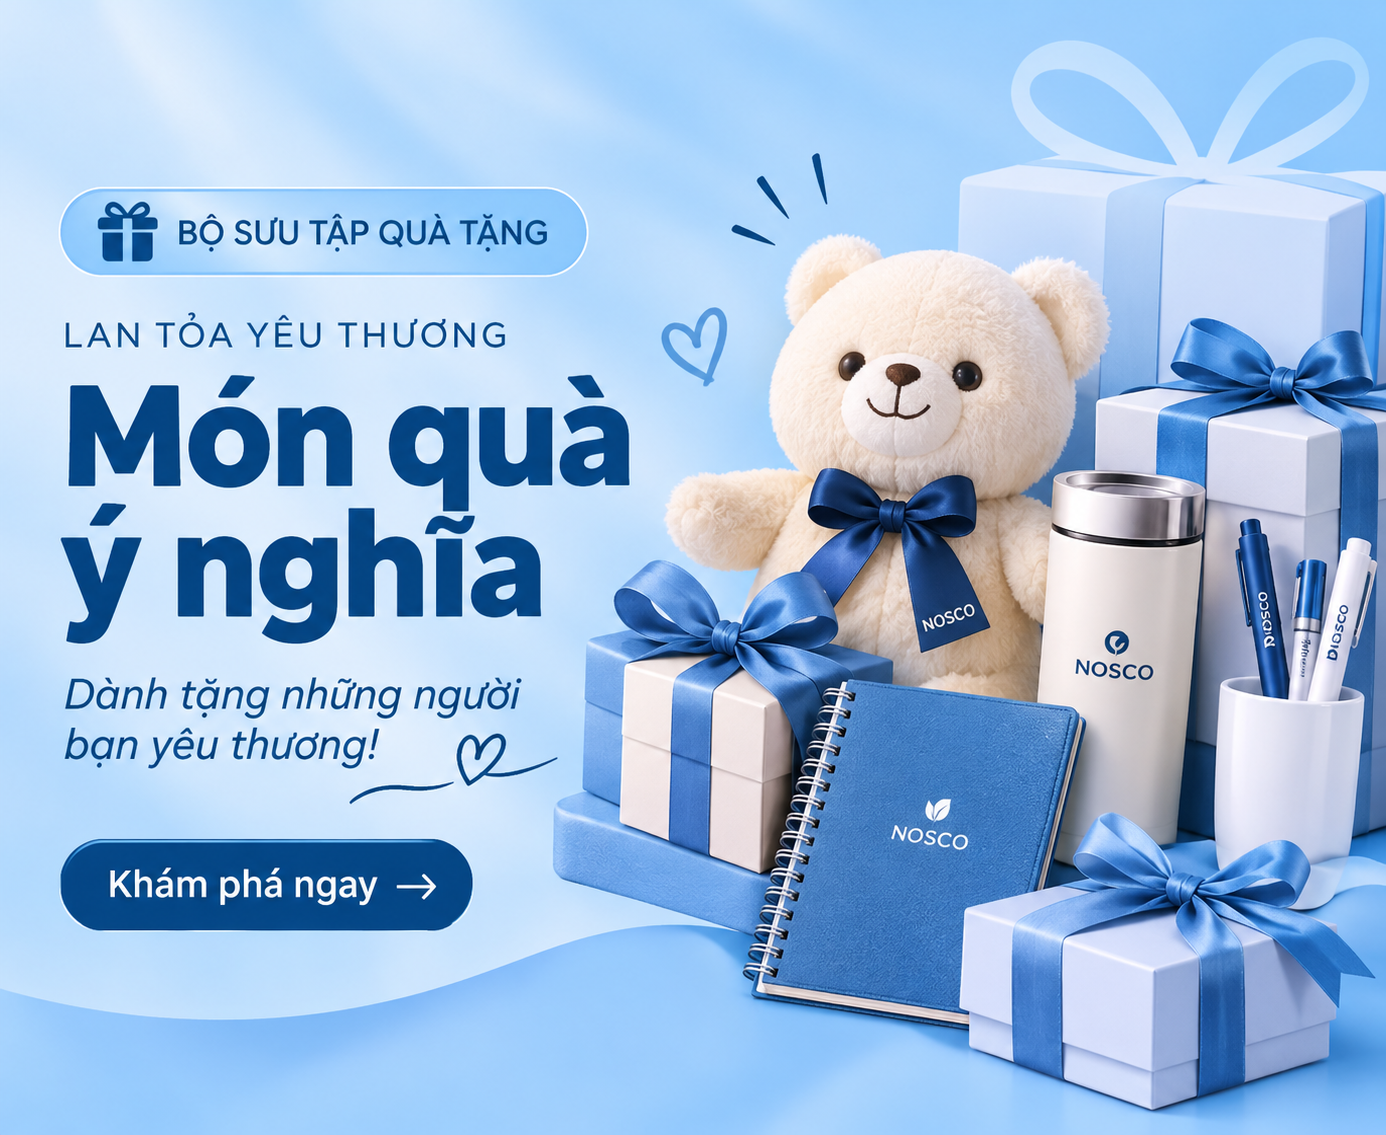 BỘ SƯU TẬP QUÀ TẶNG
LAN TỎA YÊU THƯƠNG
Món quà
ý nghĩa
Dành tặng những người
bạn yêu thương!
Khám phá ngay →
NOSCO
NOSCO
NOSCO